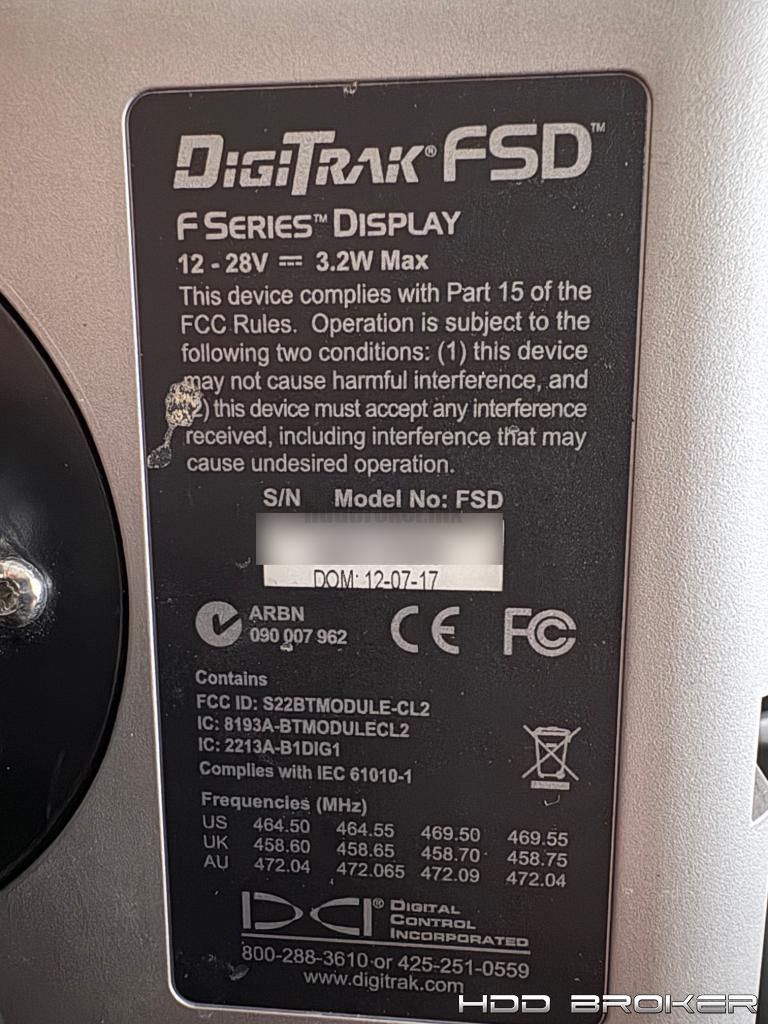 DIGITRAK® FSD™
F SERIES™ DISPLAY
12 - 28V ⎓ 3.2W Max
This device complies with Part 15 of the
FCC Rules. Operation is subject to the
following two conditions: (1) this device
may not cause harmful interference, and
2) this device must accept any interference
received, including interference that may
cause undesired operation.
S/N Model No: FSD
hddbroker.mx
DOM: 12-07-17
ARBN
090 007 962
CE FC
Contains
FCC ID: S22BTMODULE-CL2
IC: 8193A-BTMODULECL2
IC: 2213A-B1DIG1
Complies with IEC 61010-1
Frequencies (MHz)
US 464.50 464.55 469.50 469.55
UK 458.60 458.65 458.70 458.75
AU 472.04 472.065 472.09 472.04
DCI® DIGITAL
CONTROL
INCORPORATED
800-288-3610 or 425-251-0559
www.digitrak.com
HDD BROKER